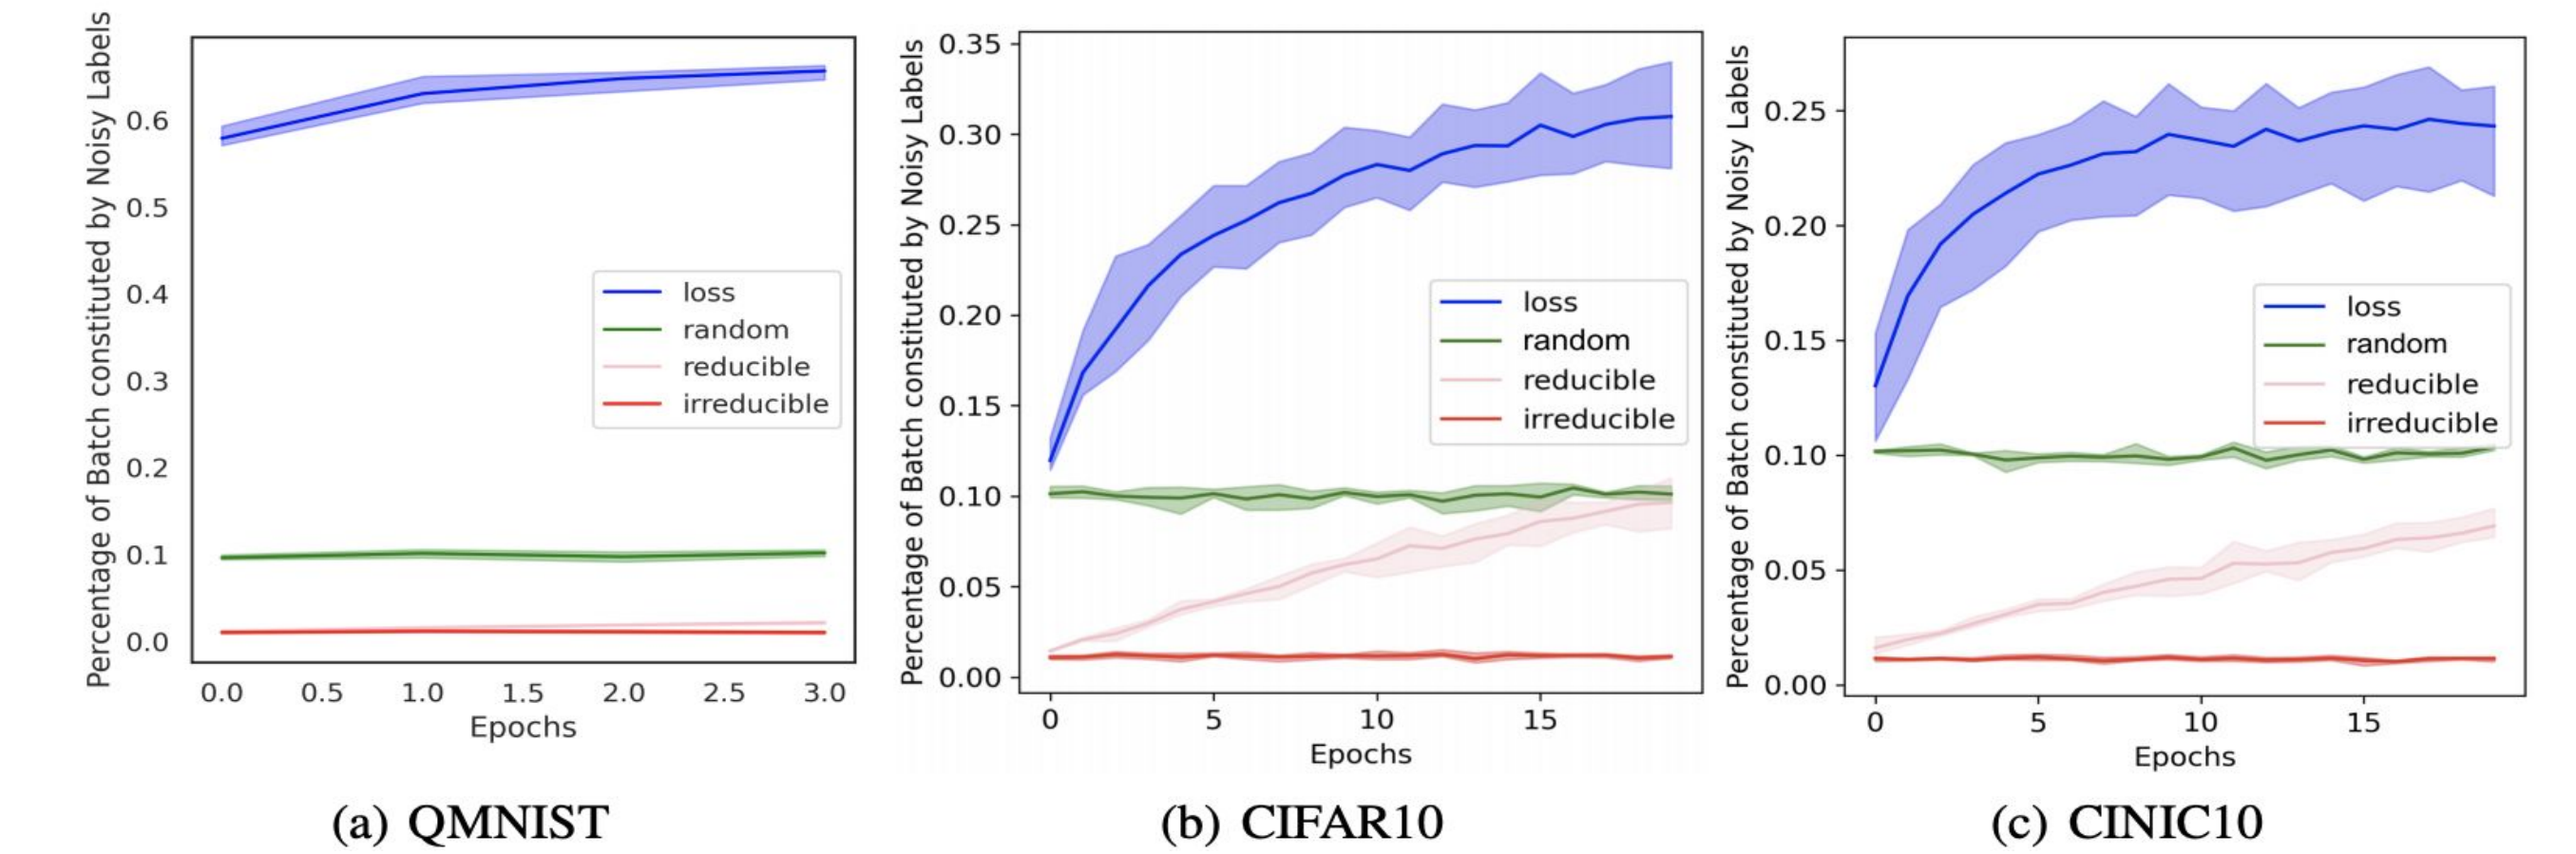 Percentage of Batch constituted by Noisy Labels
0.6
0.5
0.4
0.3
0.2
0.1
0.0
loss
random
reducible
irreducible
0.0 0.5 1.0 1.5 2.0 2.5 3.0
Epochs
(a) QMNIST
Percentage of Batch constituted by Noisy Labels
0.35
0.30
0.25
0.20
0.15
0.10
0.05
0.00
loss
random
reducible
irreducible
0 5 10 15
Epochs
(b) CIFAR10
Percentage of Batch constituted by Noisy Labels
0.25
0.20
0.15
0.10
0.05
0.00
loss
random
reducible
irreducible
0 5 10 15
Epochs
(c) CINIC10